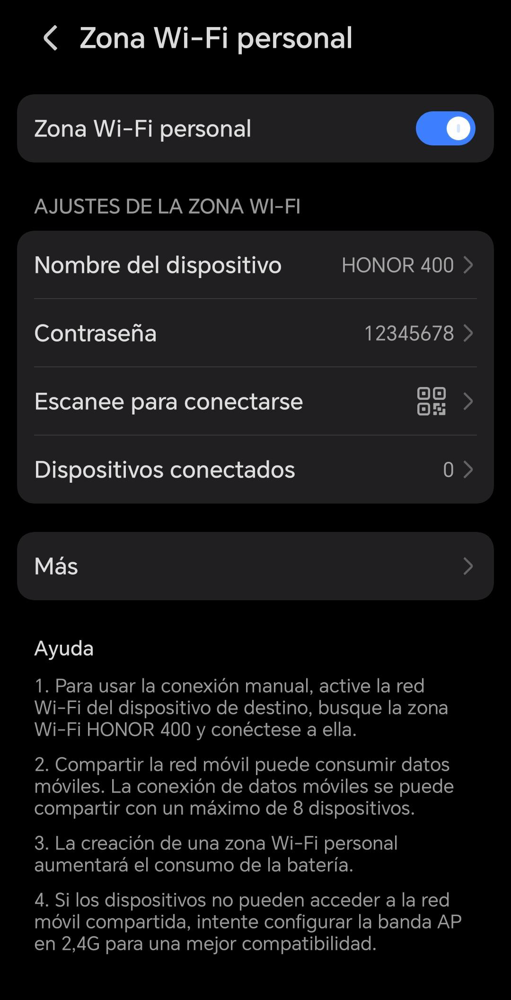 Zona Wi-Fi personal
Zona Wi-Fi personal
AJUSTES DE LA ZONA WI-FI
Nombre del dispositivo HONOR 400
Contraseña 12345678
Escanee para conectarse
Dispositivos conectados 0
Más
Ayuda
1. Para usar la conexión manual, active la red
Wi-Fi del dispositivo de destino, busque la zona
Wi-Fi HONOR 400 y conéctese a ella.
2. Compartir la red móvil puede consumir datos
móviles. La conexión de datos móviles se puede
compartir con un máximo de 8 dispositivos.
3. La creación de una zona Wi-Fi personal
aumentará el consumo de la batería.
4. Si los dispositivos no pueden acceder a la red
móvil compartida, intente configurar la banda AP
en 2,4G para una mejor compatibilidad.